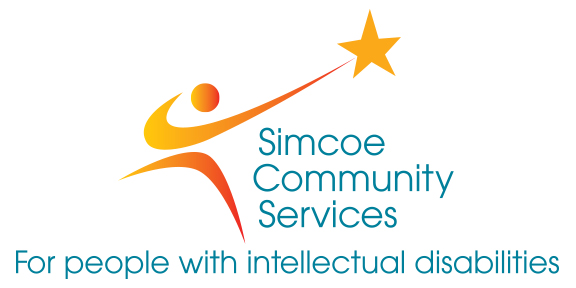 Simcoe
Community
Services
For people with intellectual disabilities